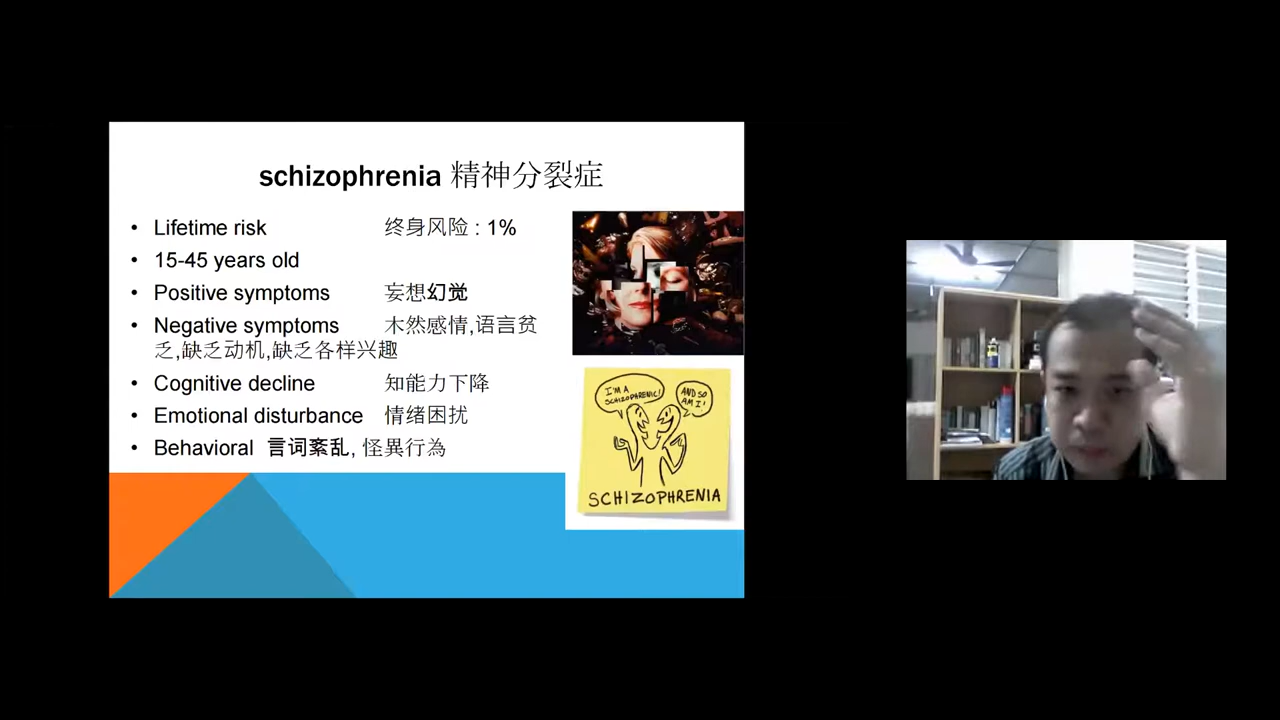 schizophrenia 精神分裂症
• Lifetime risk 终身风险 : 1%
• 15-45 years old
• Positive symptoms 妄想幻觉
• Negative symptoms 木然感情,语言贫
乏,缺乏动机,缺乏各样兴趣
• Cognitive decline 知能力下降
• Emotional disturbance 情绪困扰
• Behavioral 言词紊乱, 怪異行為
I'M A
SCHIZOPHRENIC!
AND SO
AM I!
SCHIZOPHRENIA